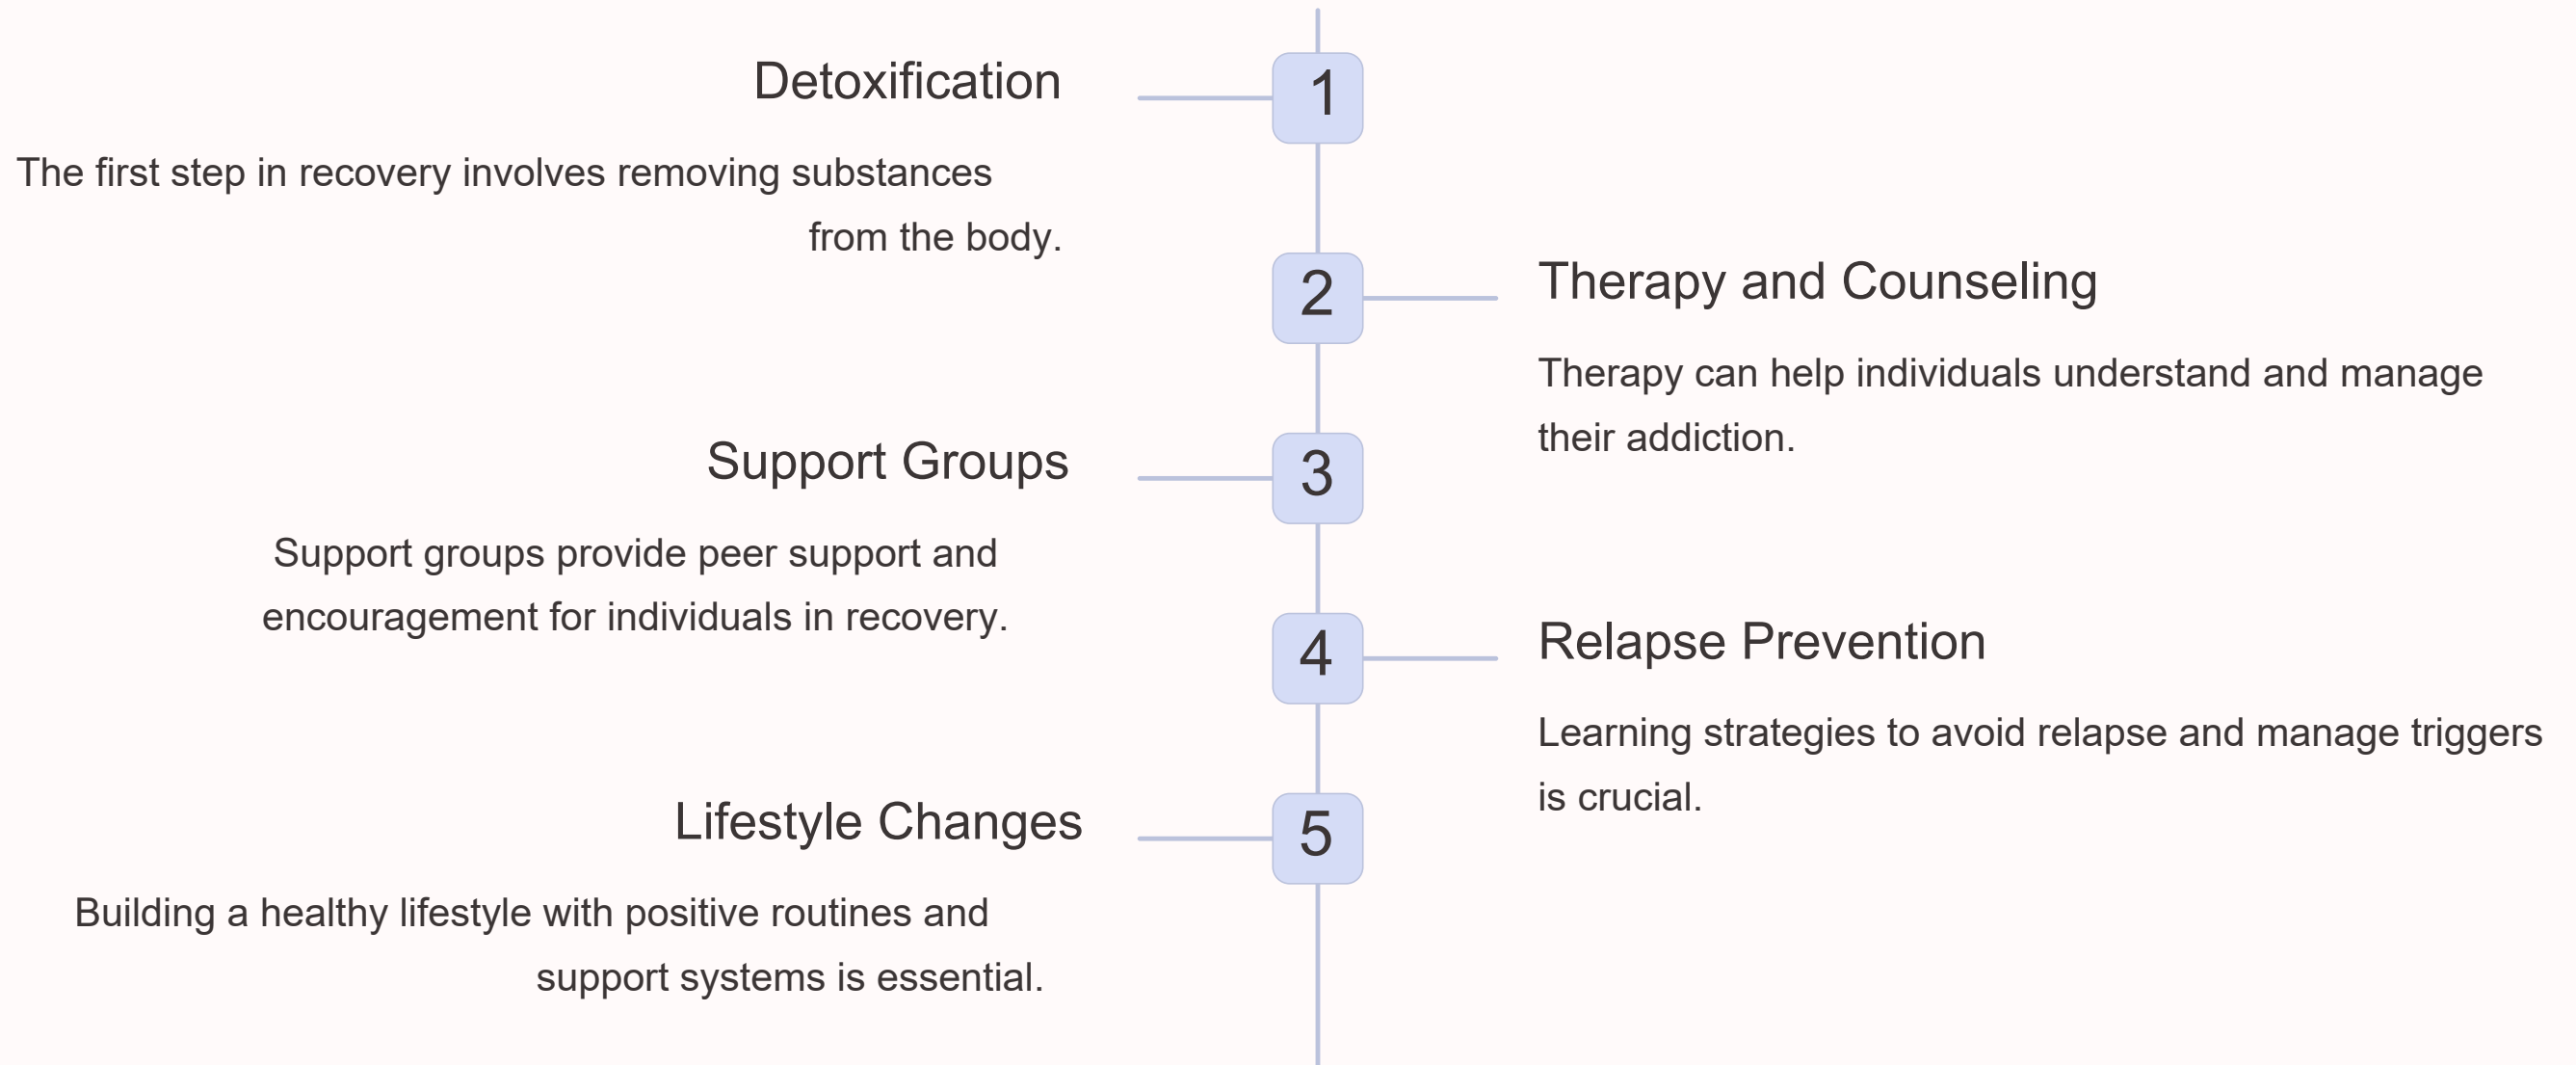 1
Detoxification
The first step in recovery involves removing substances
from the body.
2
Therapy and Counseling
Therapy can help individuals understand and manage
their addiction.
3
Support Groups
Support groups provide peer support and
encouragement for individuals in recovery.
4
Relapse Prevention
Learning strategies to avoid relapse and manage triggers
is crucial.
5
Lifestyle Changes
Building a healthy lifestyle with positive routines and
support systems is essential.